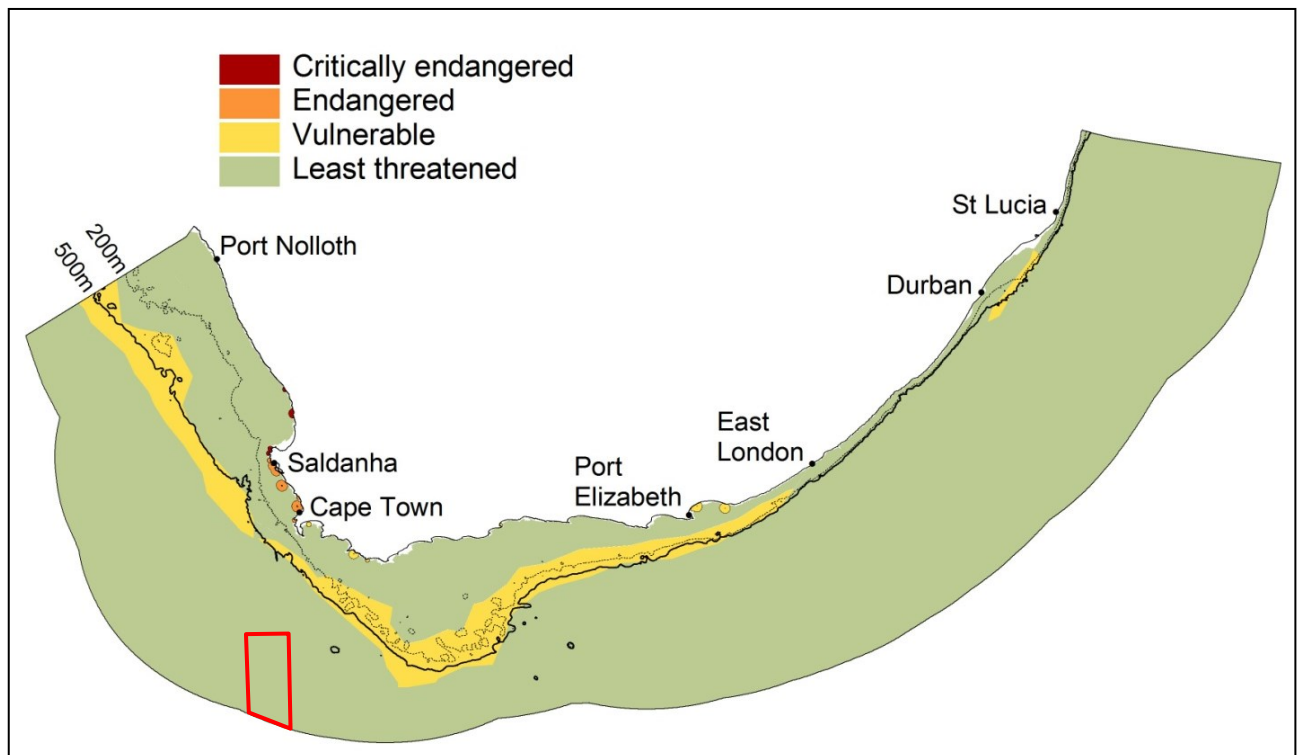 Critically endangered
Endangered
Vulnerable
Least threatened
St Lucia
200m
500m
Port Nolloth
Durban
East
London
Saldanha
Port
Elizabeth
Cape Town